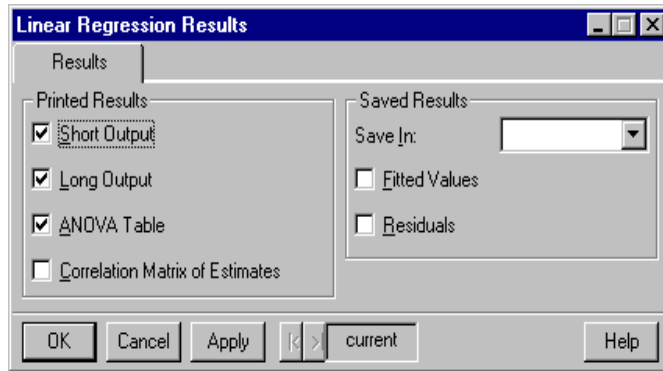 Linear Regression Results
Results
Printed Results
Short Output
Long Output
ANOVA Table
Correlation Matrix of Estimates
Saved Results
Save In:
Fitted Values
Residuals
OK
Cancel
Apply
current
Help